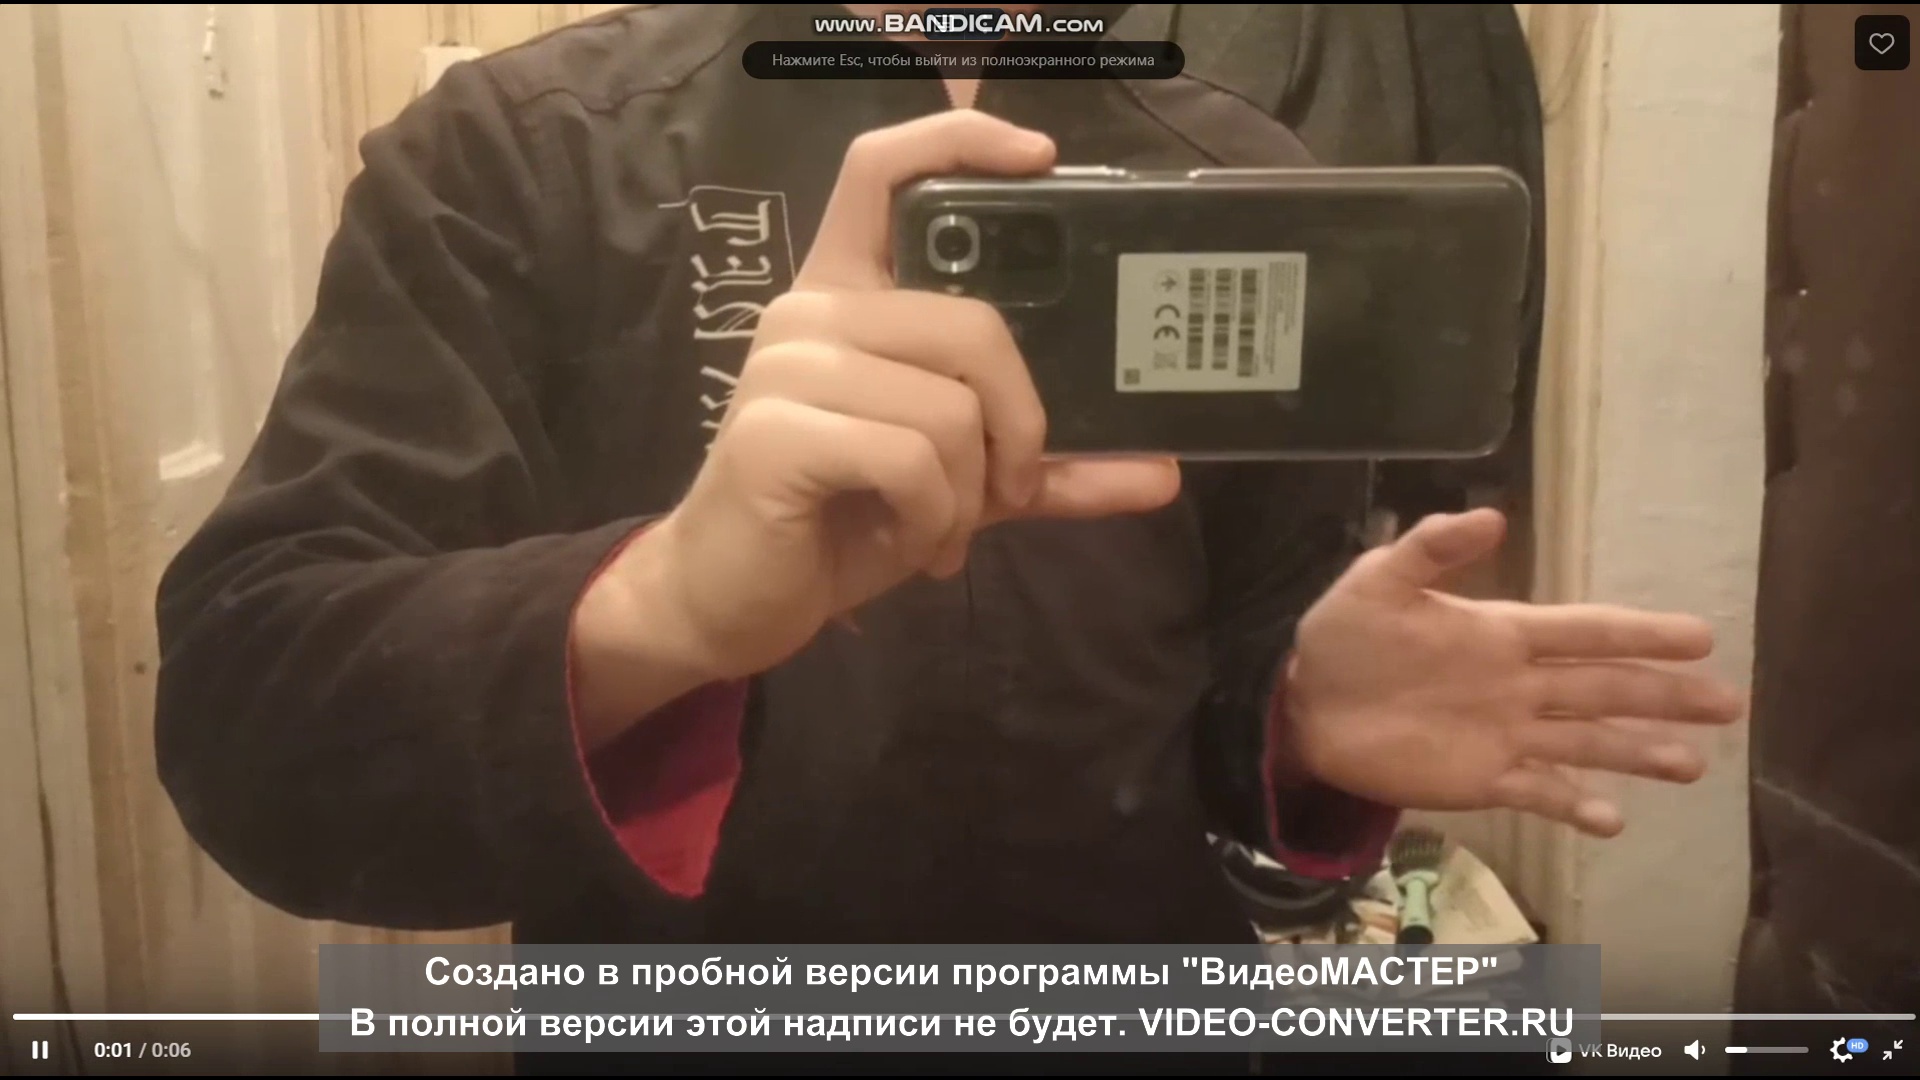 www.BANDICAM.com
Нажмите Esc, чтобы выйти из полноэкранного режима
CE
Создано в пробной версии программы "ВидеоМАСТЕР"
В полной версии этой надписи не будет. VIDEO-CONVERTER.RU
0:01 / 0:06
VK Видео
HD